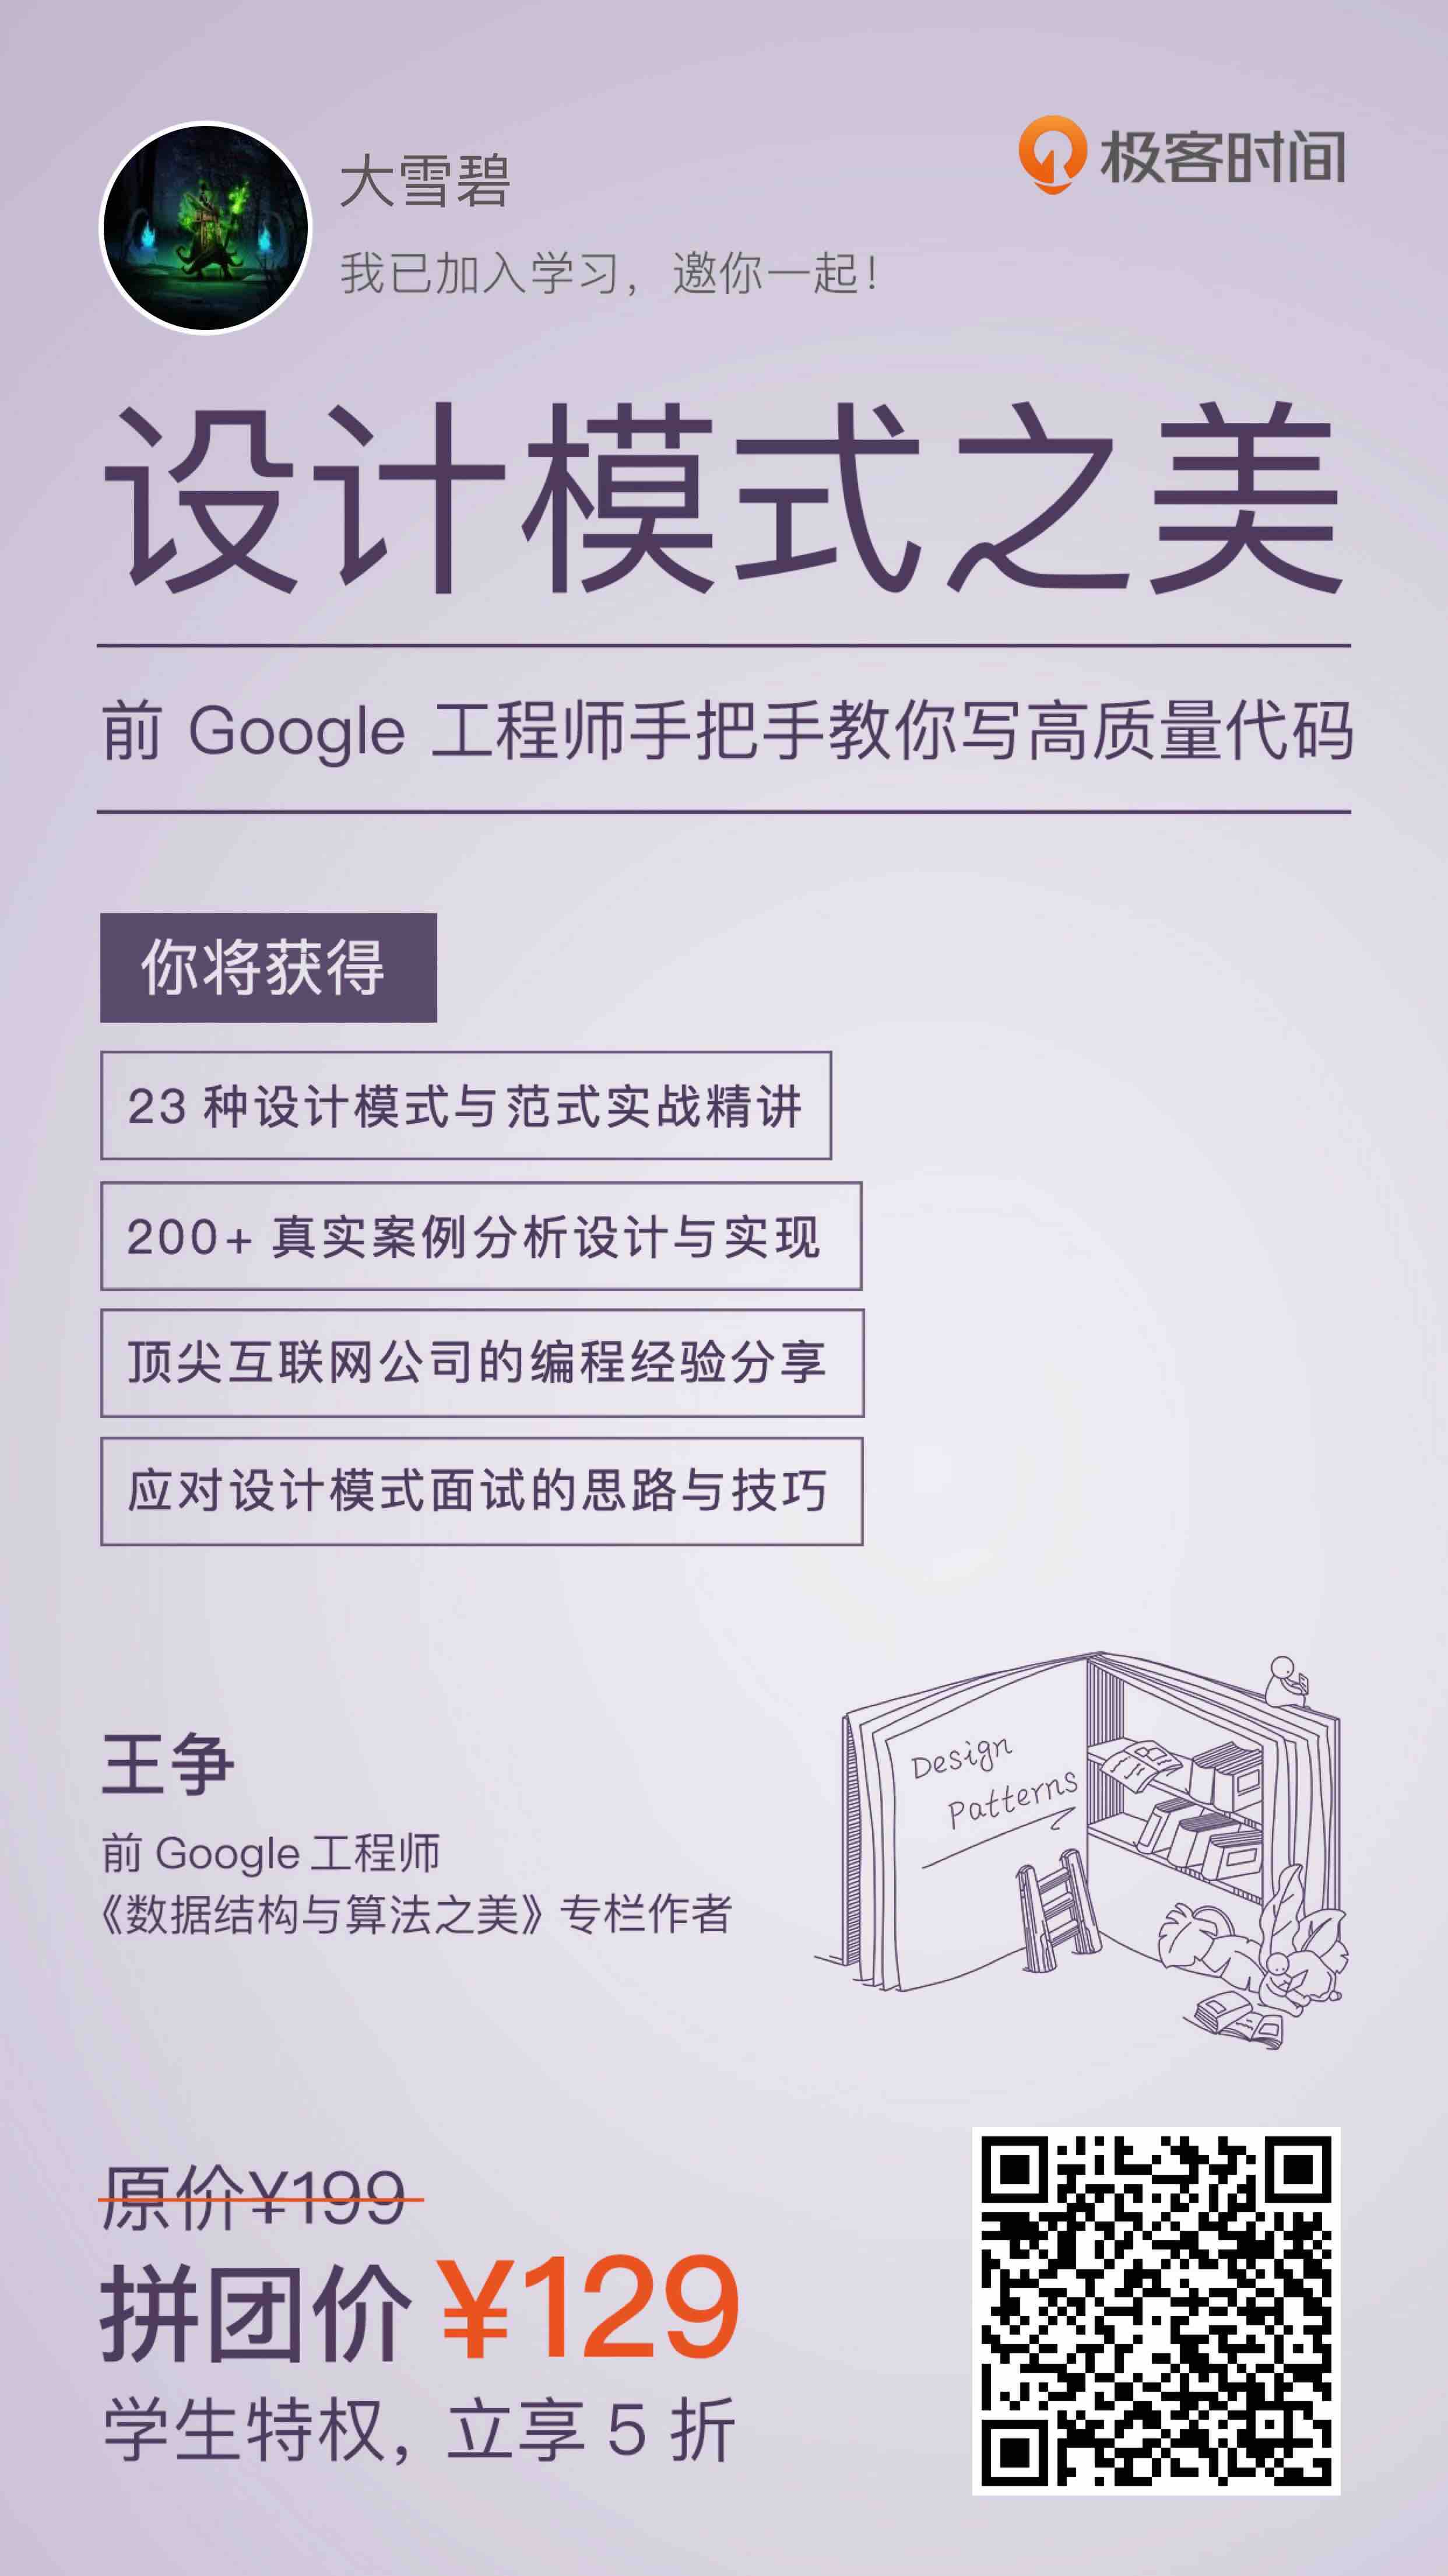 大雪碧
极客时间
我已加入学习，邀你一起！
设计模式之美
前 Google 工程师手把手教你写高质量代码
你将获得
23 种设计模式与范式实战精讲
200+ 真实案例分析设计与实现
顶尖互联网公司的编程经验分享
应对设计模式面试的思路与技巧
Design
Patterns
王争
前 Google 工程师
《数据结构与算法之美》专栏作者
原价¥199
拼团价 ¥129
学生特权，立享 5 折